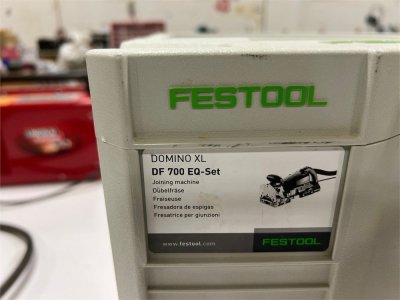 FESTOOL
DOMINO XL
DF 700 EQ-Set
Joining machine
Dübelfräse
Fraiseuse
Fresadora de espigas
Fresatrice per giunzioni
www.festool.com
FESTOOL